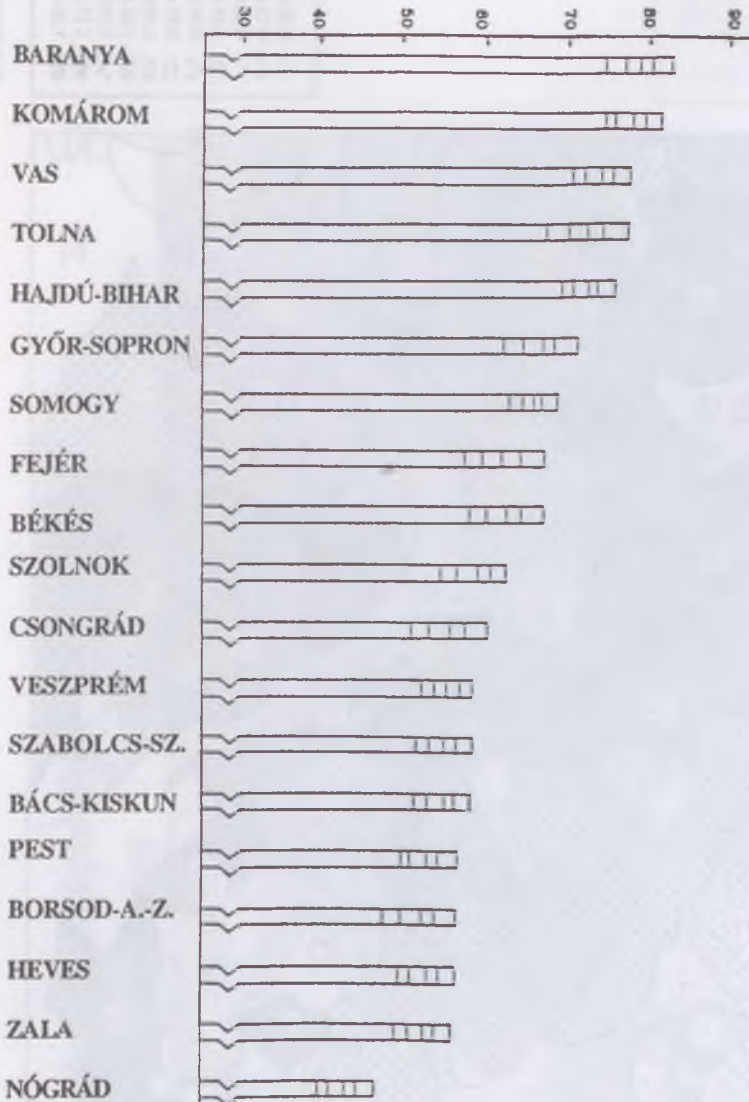 30 40 50 60 70 80 90
BARANYA
KOMÁROM
VAS
TOLNA
HAJDÚ-BIHAR
GYŐR-SOPRON
SOMOGY
FEJÉR
BÉKÉS
SZOLNOK
CSONGRÁD
VESZPRÉM
SZABOLCS-SZ.
BÁCS-KISKUN
PEST
BORSOD-A.-Z.
HEVES
ZALA
NÓGRÁD